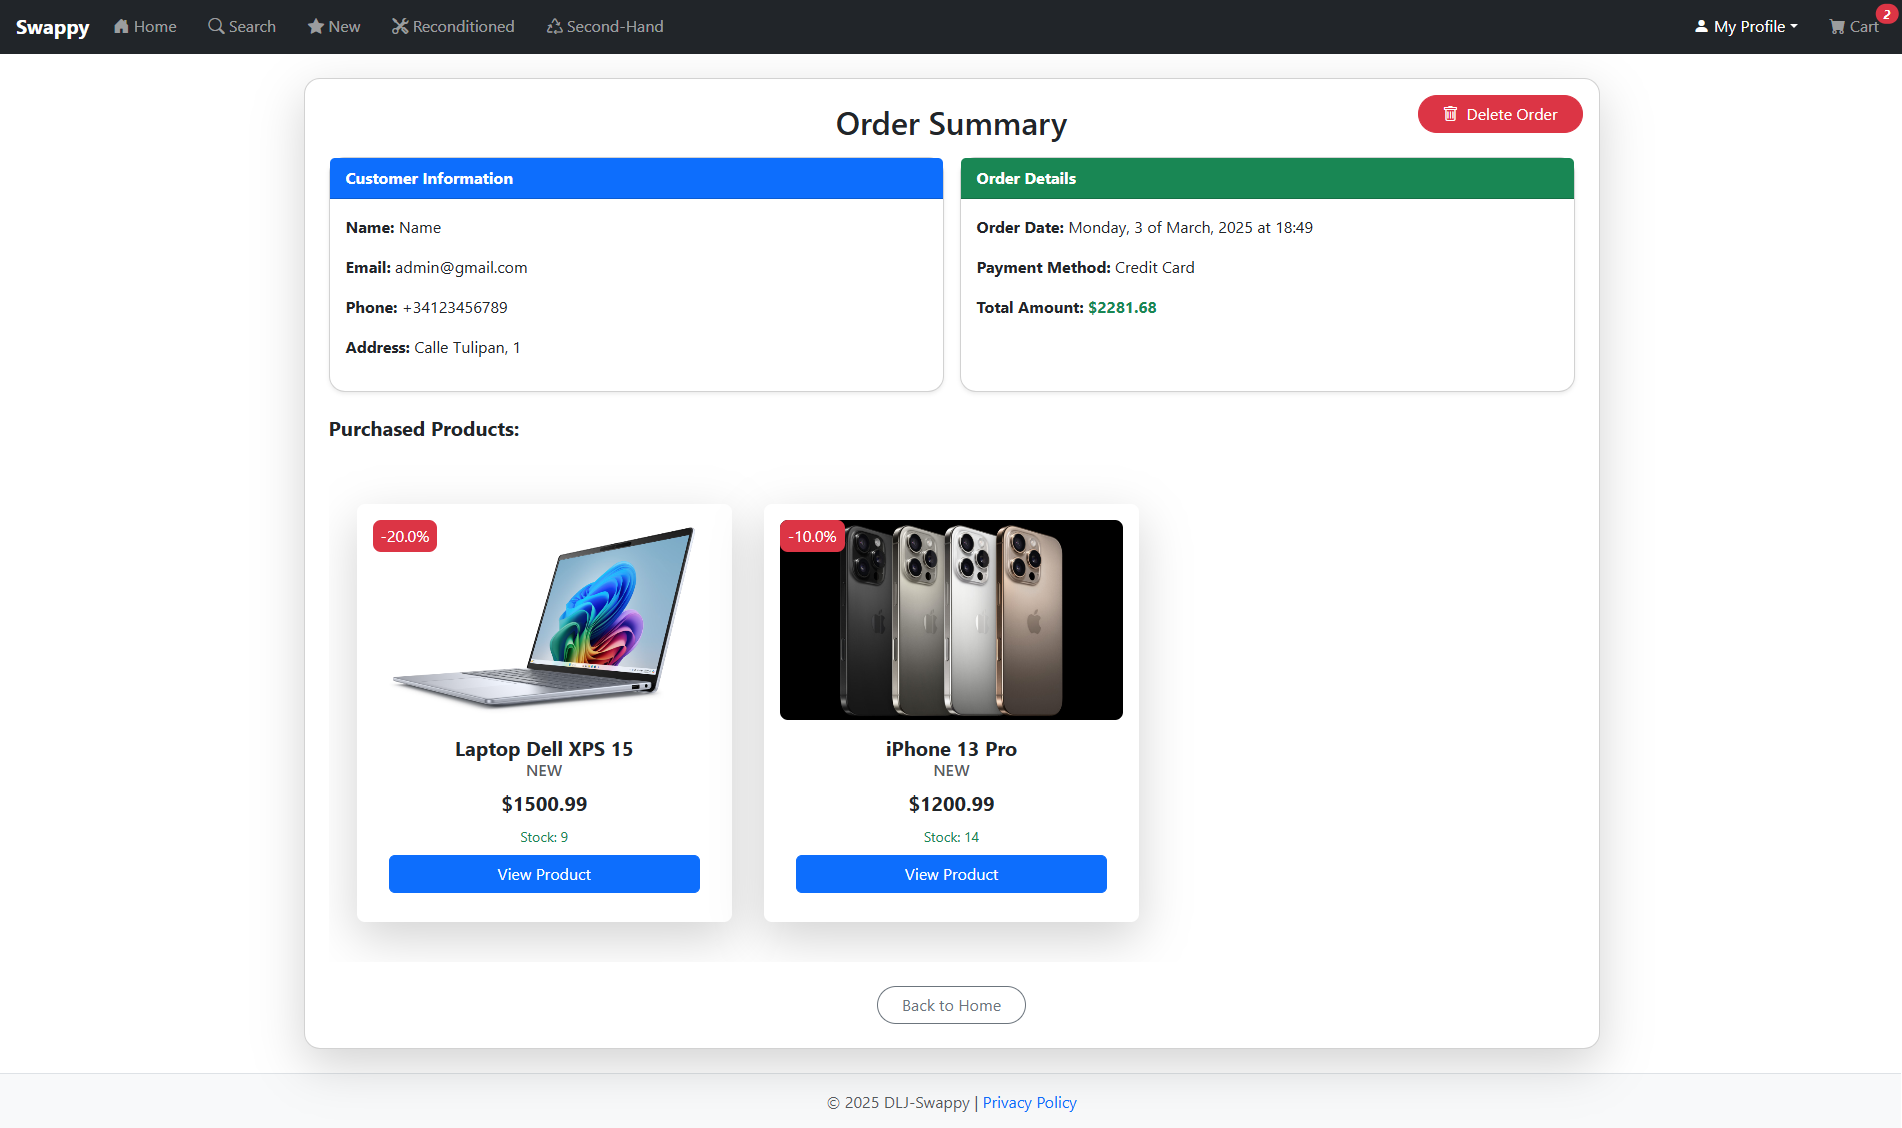 Swappy Home Search New Reconditioned Second-Hand My Profile Cart 2
Order Summary
Delete Order
Customer Information
Name: Name
Email: admin@gmail.com
Phone: +34123456789
Address: Calle Tulipan, 1
Order Details
Order Date: Monday, 3 of March, 2025 at 18:49
Payment Method: Credit Card
Total Amount: $2281.68
Purchased Products:
-20.0%
Laptop Dell XPS 15
NEW
$1500.99
Stock: 9
View Product
-10.0%
iPhone 13 Pro
NEW
$1200.99
Stock: 14
View Product
Back to Home
© 2025 DLJ-Swappy | Privacy Policy